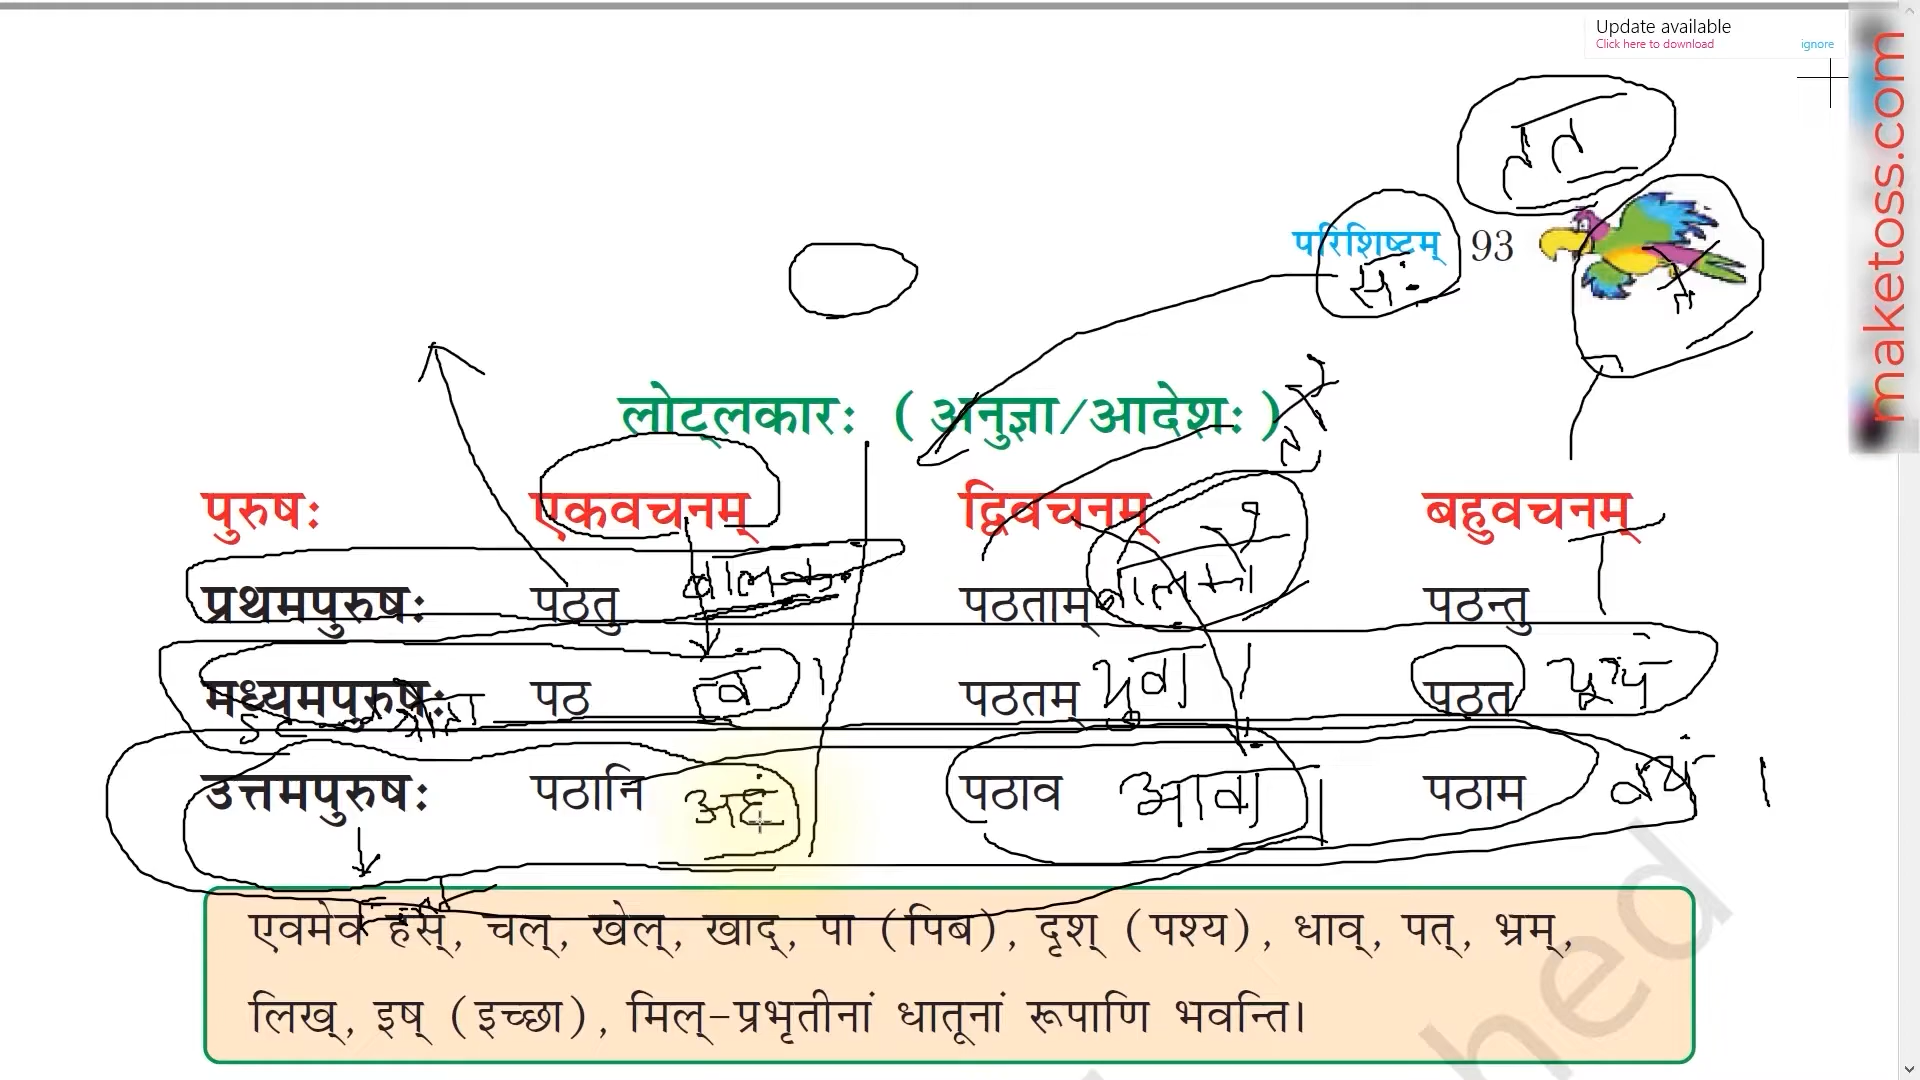 Update available
Click here to download ignore
maketoss.com
परिशिष्टम् 93
लोट्लकारः ( अनुज्ञा/आदेशः )
पुरुषः एकवचनम् द्विवचनम् बहुवचनम्
प्रथमपुरुषः पठतु बालकः पठताम् पठन्तु
मध्यमपुरुषः पठ पठतम् युवां पठत यूयं
उत्तमपुरुषः पठानि अहं पठाव आवां पठाम वयं
एवमेव हस्, चल्, खेल्, खाद्, पा (पिब), दृश् (पश्य), धाव्, पत्, भ्रम्,
लिख्, इष् (इच्छा), मिल्-प्रभृतीनां धातूनां रूपाणि भवन्ति।